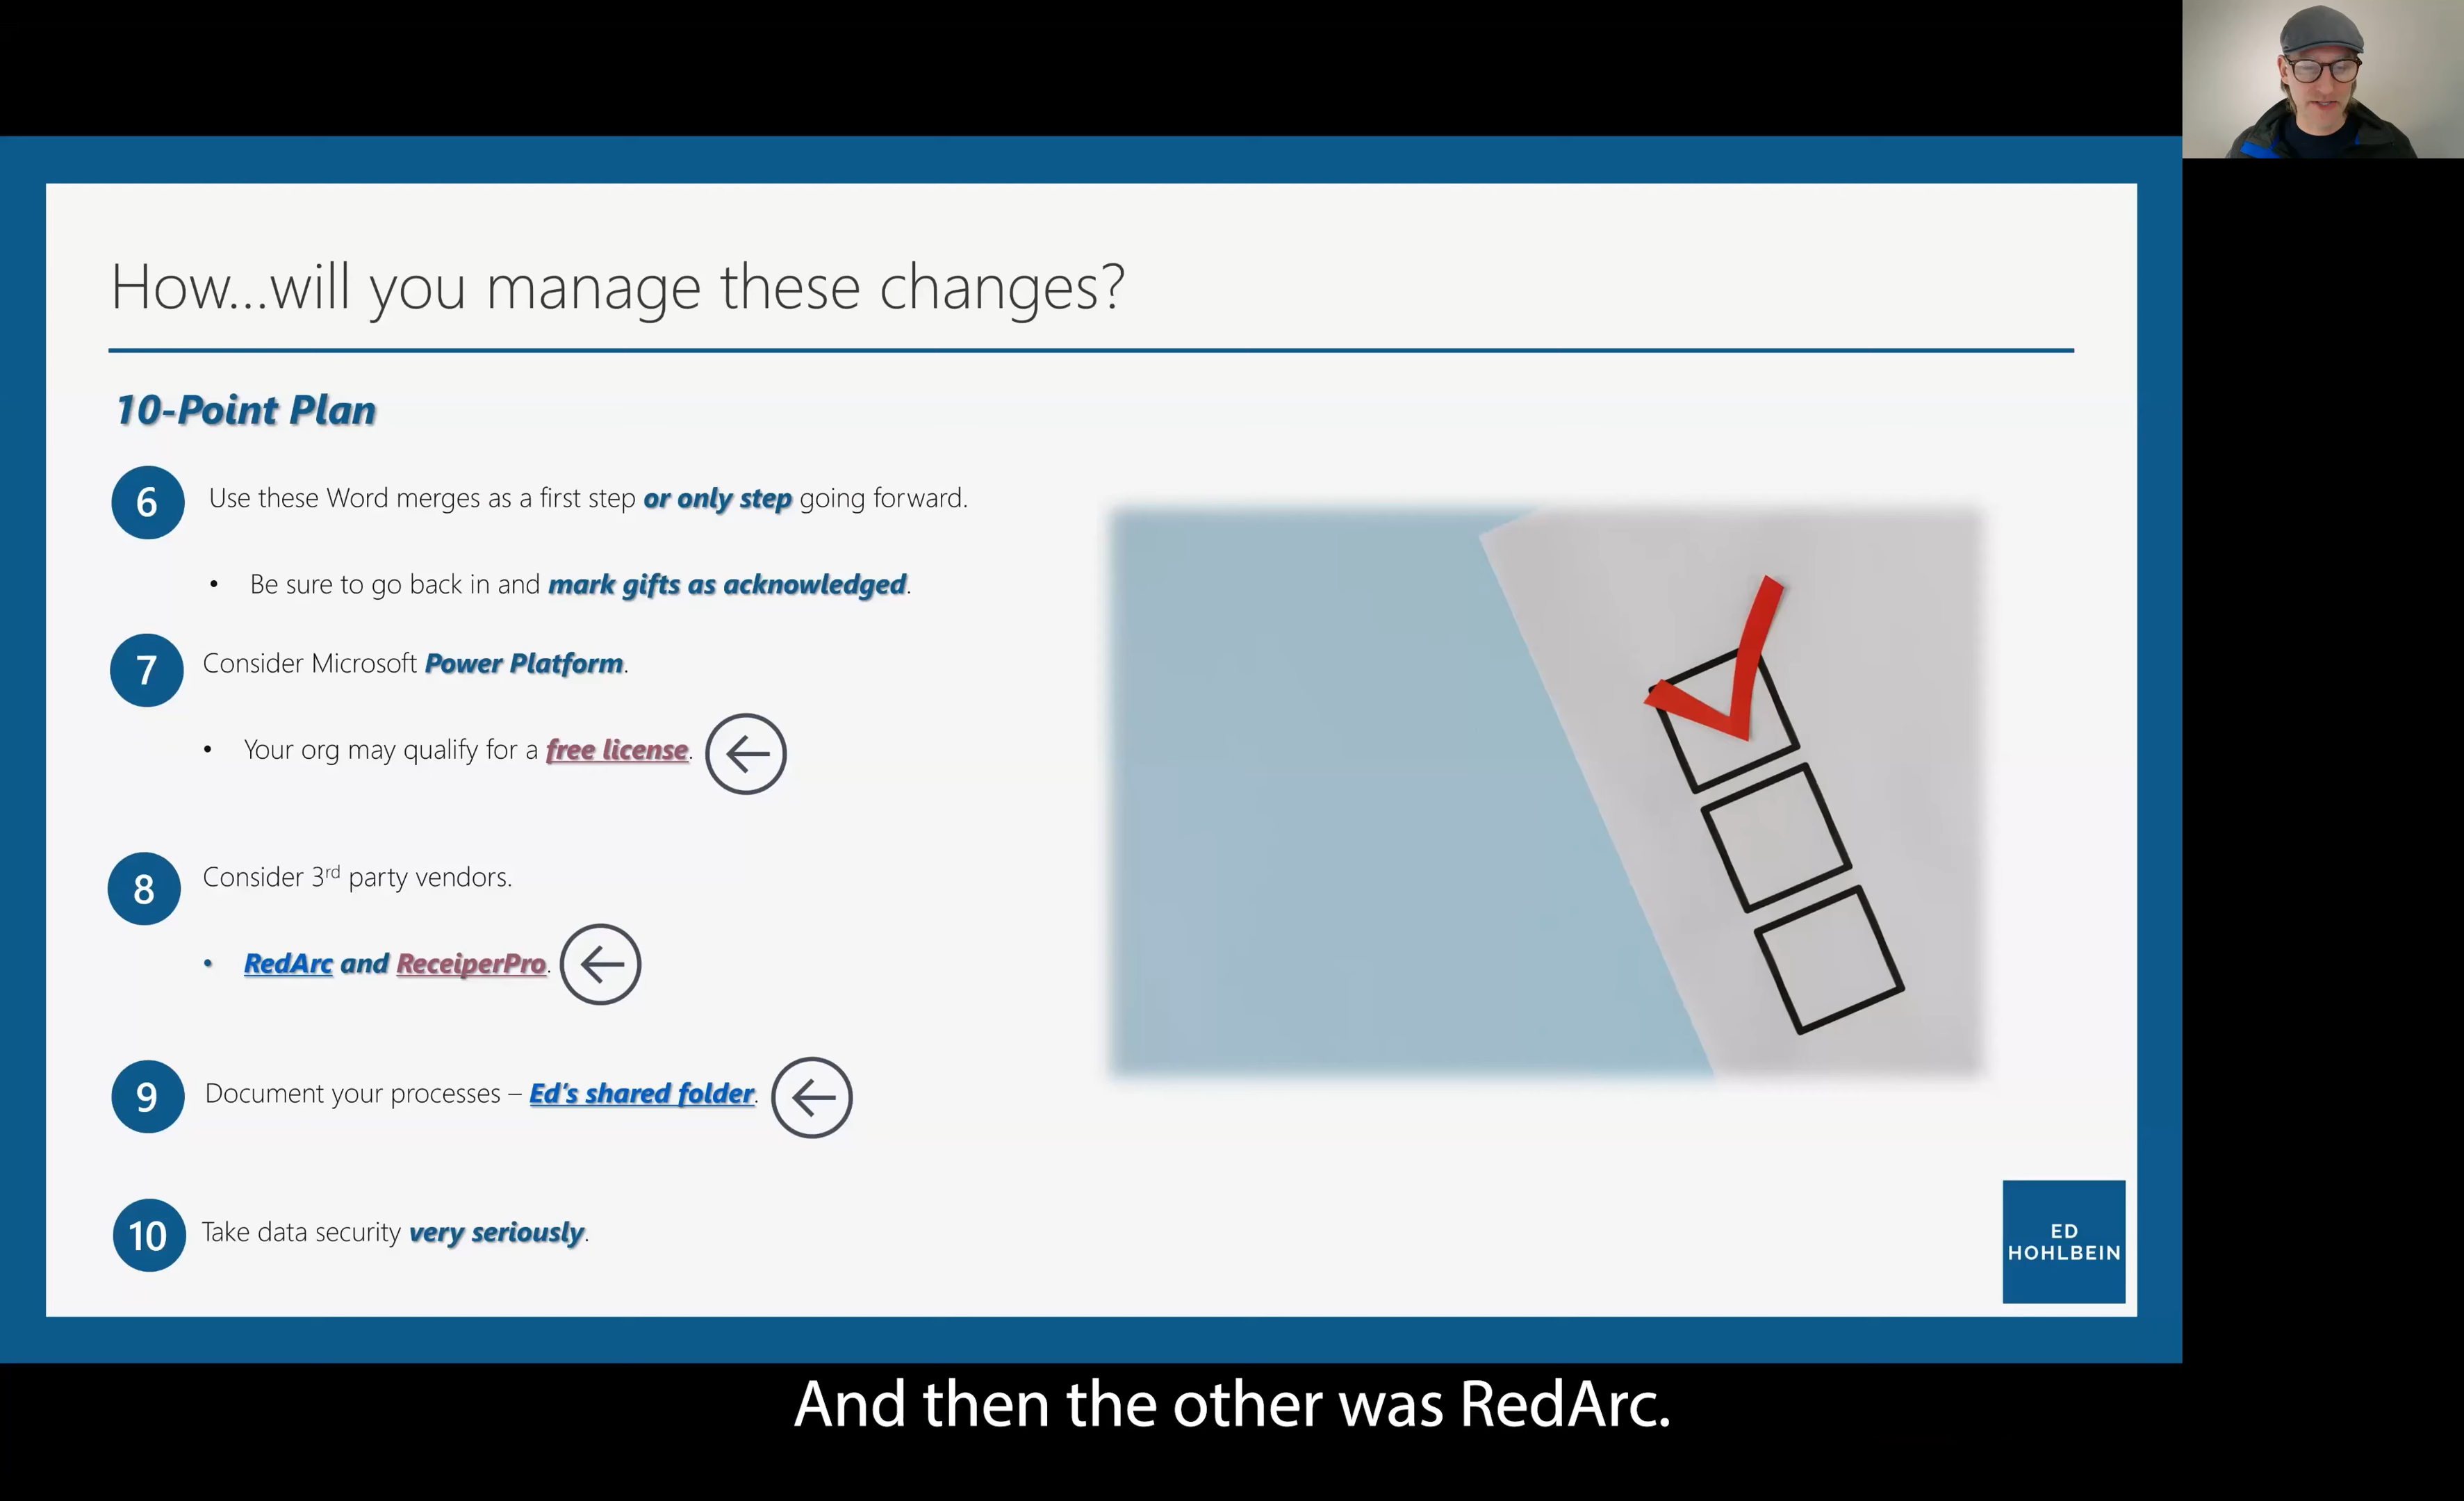 How...will you manage these changes?
10-Point Plan
6 Use these Word merges as a first step or only step going forward.
• Be sure to go back in and mark gifts as acknowledged.
7 Consider Microsoft Power Platform.
• Your org may qualify for a free license.
8 Consider 3rd party vendors.
• RedArc and ReceiperPro.
9 Document your processes – Ed's shared folder.
10 Take data security very seriously.
ED
HOHLBEIN
And then the other was RedArc.